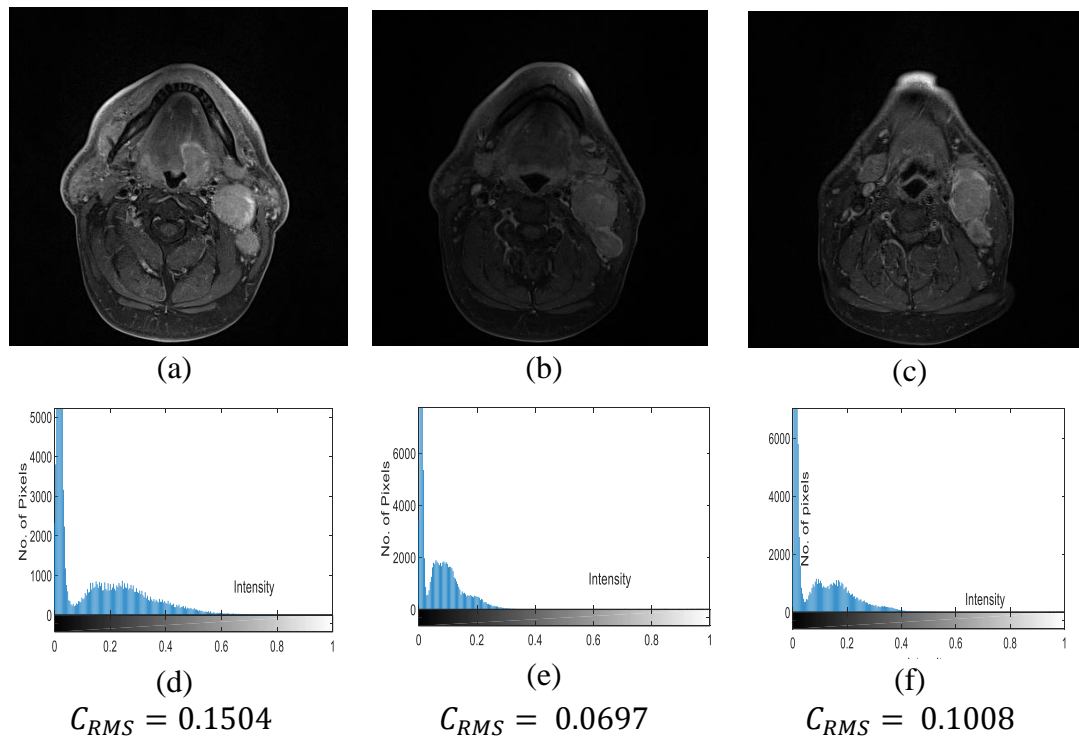 (a)
(b)
(c)
5000
4000
3000
2000
1000
0
No. of Pixels
Intensity
0 0.2 0.4 0.6 0.8 1
6000
4000
2000
0
No. of Pixels
Intensity
0 0.2 0.4 0.6 0.8 1
6000
4000
2000
0
No. of pixels
Intensity
0 0.2 0.4 0.6 0.8 1
(d)
(e)
(f)
C_RMS = 0.1504
C_RMS = 0.0697
C_RMS = 0.1008